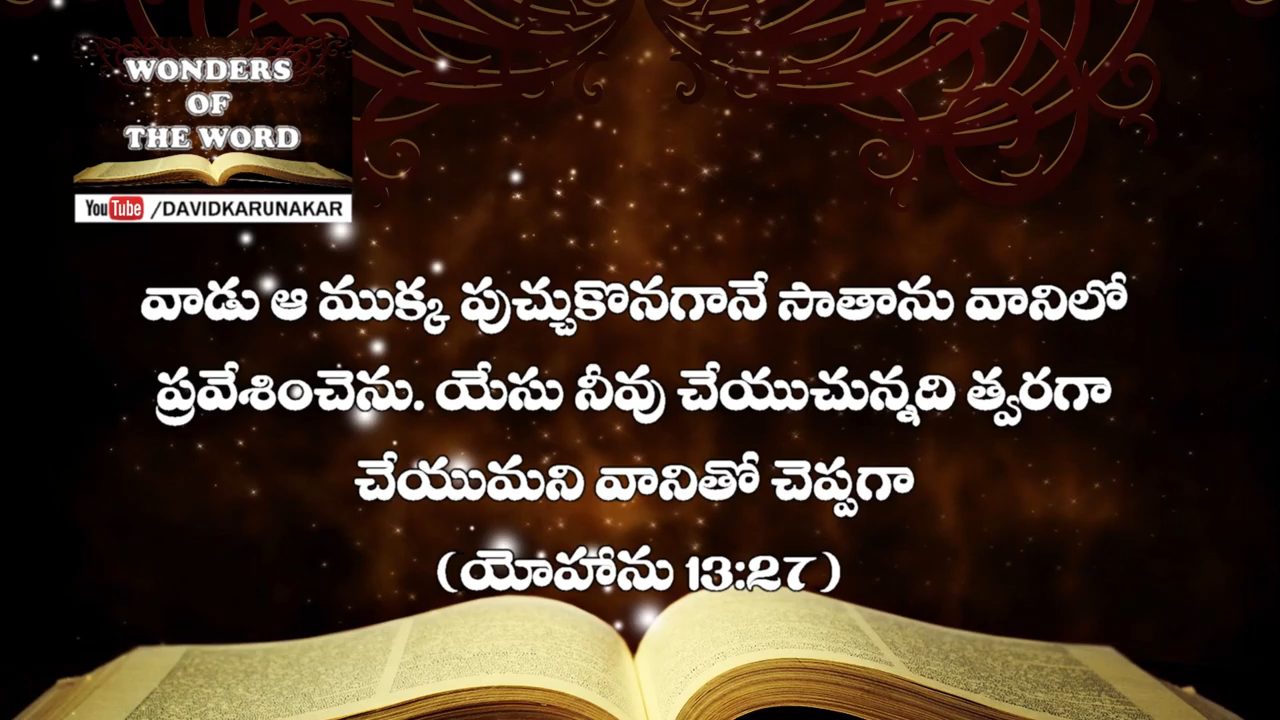 WONDERS
OF
THE WORD
YouTube /DAVIDKARUNAKAR
వాడు ఆ ముక్క పుచ్చుకొనగానే సాతాను వానిలో
ప్రవేశించెను. యేసు నీవు చేయుచున్నది త్వరగా
చేయుమని వానితో చెప్పగా
(యోహాను 13:27)